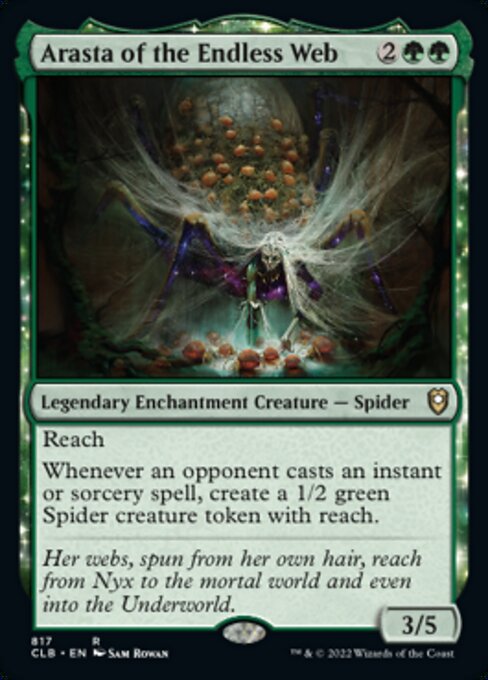 Arasta of the Endless Web 2
Legendary Enchantment Creature — Spider
Reach
Whenever an opponent casts an instant
or sorcery spell, create a 1/2 green
Spider creature token with reach.
Her webs, spun from her own hair, reach
from Nyx to the mortal world and even
into the Underworld.
3/5
817 R
CLB • EN Sam Rowan
™ & © 2022 Wizards of the Coast